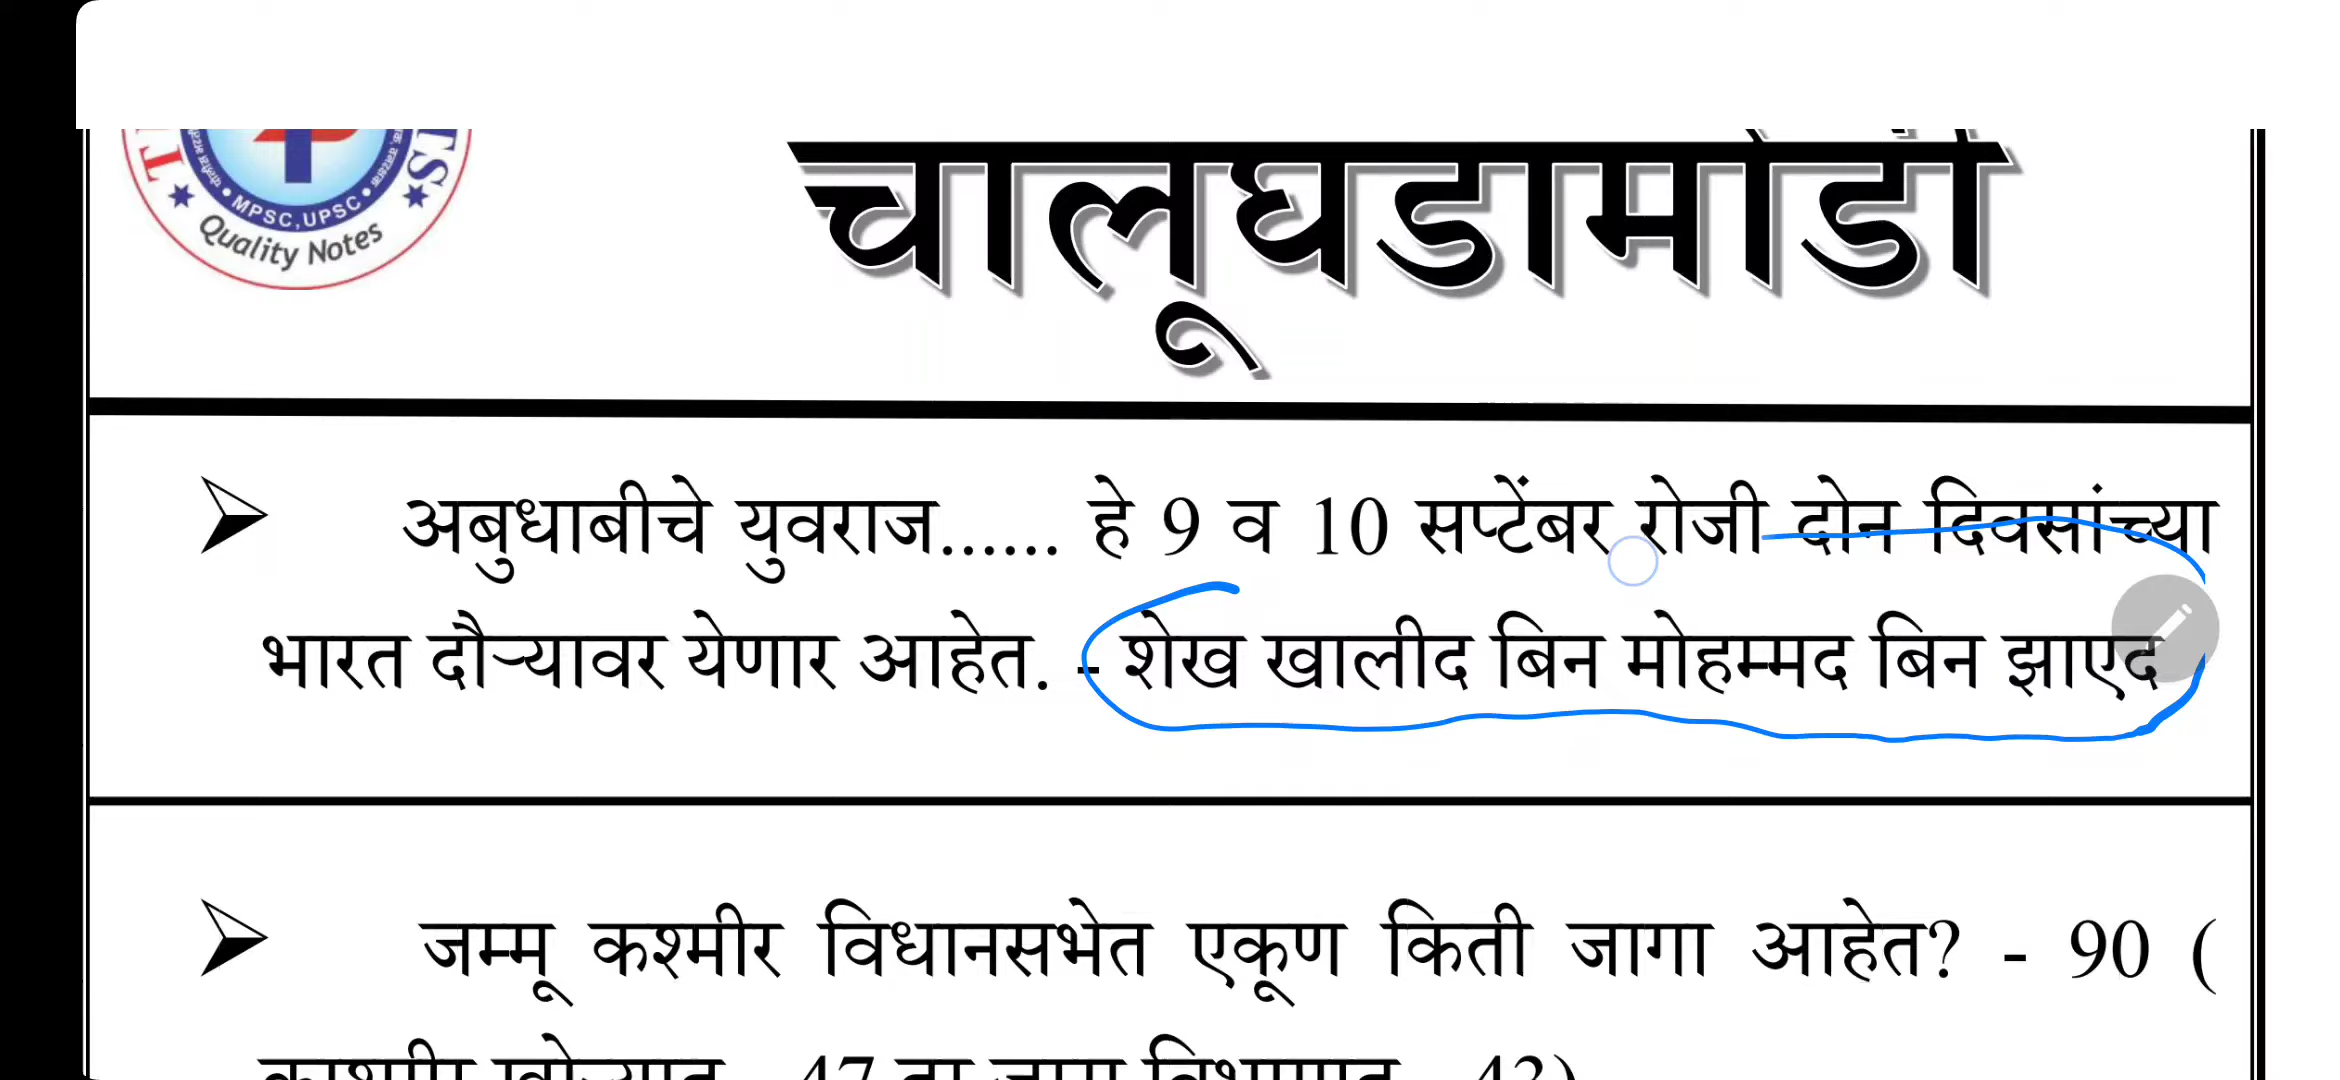 MPSC,UPSC
Quality Notes
चालूघडामोडी
अबुधाबीचे युवराज...... हे 9 व 10 सप्टेंबर रोजी दोन दिवसांच्या
भारत दौऱ्यावर येणार आहेत. - शेख खालीद बिन मोहम्मद बिन झाएद
जम्मू कश्मीर विधानसभेत एकूण किती जागा आहेत? - 90 (